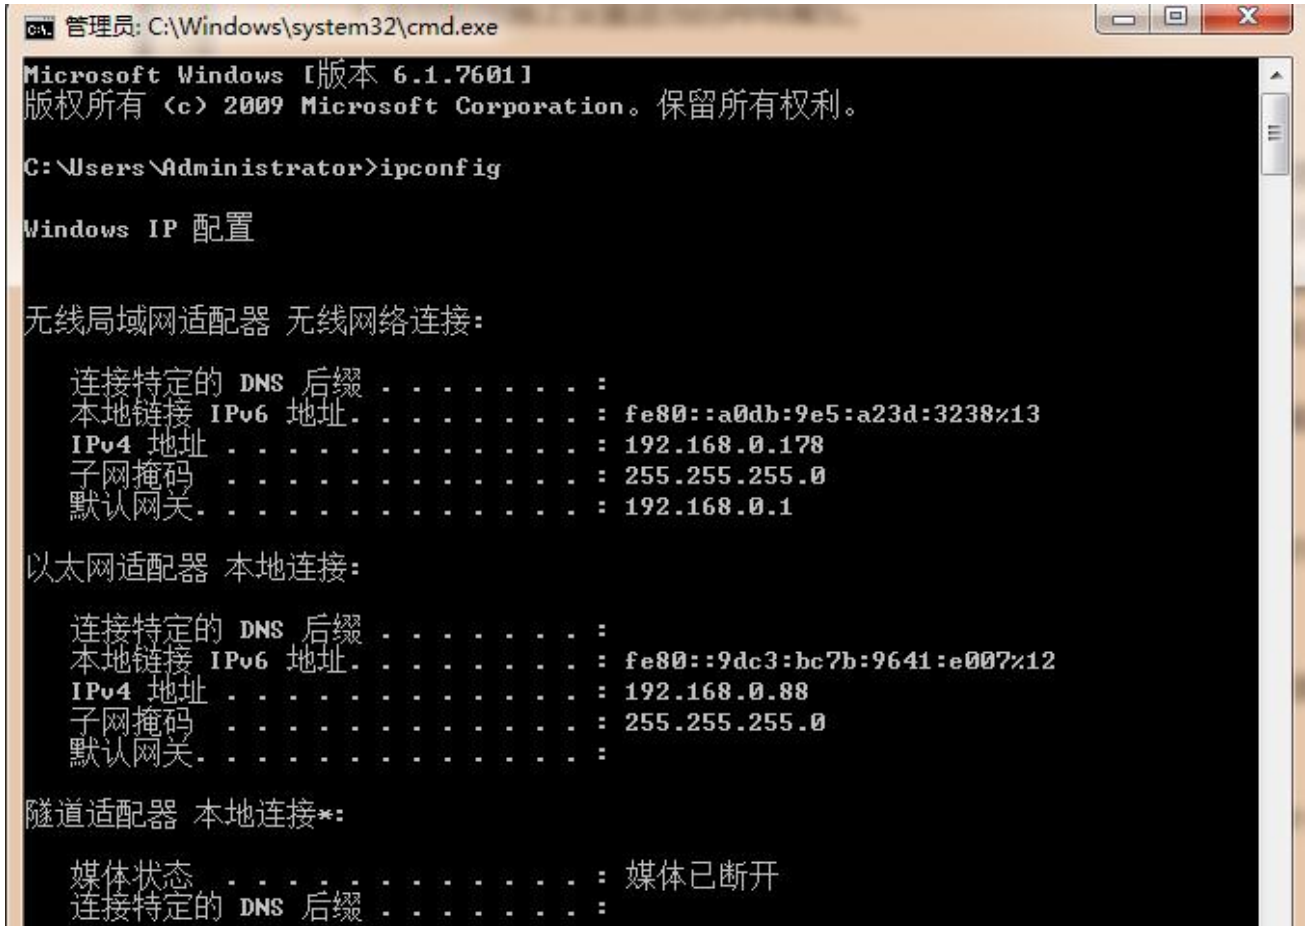 管理员: C:\Windows\system32\cmd.exe
Microsoft Windows [版本 6.1.7601]
版权所有 (c) 2009 Microsoft Corporation。保留所有权利。
C:\Users\Administrator>ipconfig
Windows IP 配置
无线局域网适配器 无线网络连接:
连接特定的 DNS 后缀 . . . . . . . :
本地链接 IPv6 地址. . . . . . . . : fe80::a0db:9e5:a23d:3238%13
IPv4 地址 . . . . . . . . . . . . : 192.168.0.178
子网掩码  . . . . . . . . . . . . : 255.255.255.0
默认网关. . . . . . . . . . . . . : 192.168.0.1
以太网适配器 本地连接:
连接特定的 DNS 后缀 . . . . . . . :
本地链接 IPv6 地址. . . . . . . . : fe80::9dc3:bc7b:9641:e007%12
IPv4 地址 . . . . . . . . . . . . : 192.168.0.88
子网掩码  . . . . . . . . . . . . : 255.255.255.0
默认网关. . . . . . . . . . . . . :
隧道适配器 本地连接*:
媒体状态  . . . . . . . . . . . . : 媒体已断开
连接特定的 DNS 后缀 . . . . . . . :